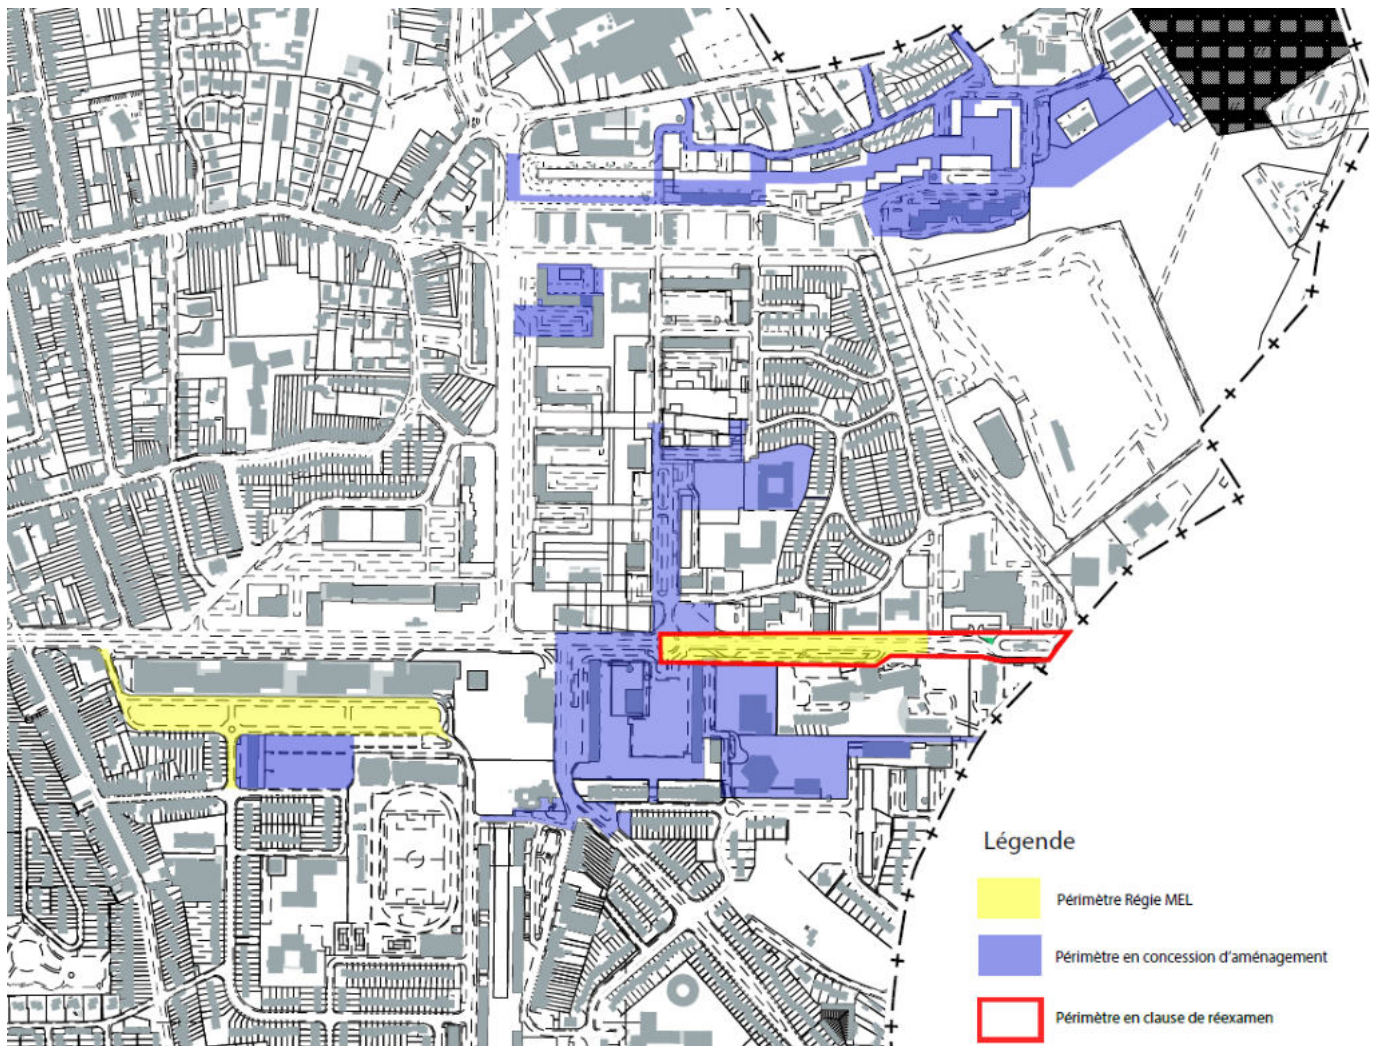 Légende
Périmètre Régie MEL
Périmètre en concession d'aménagement
Périmètre en clause de réexamen